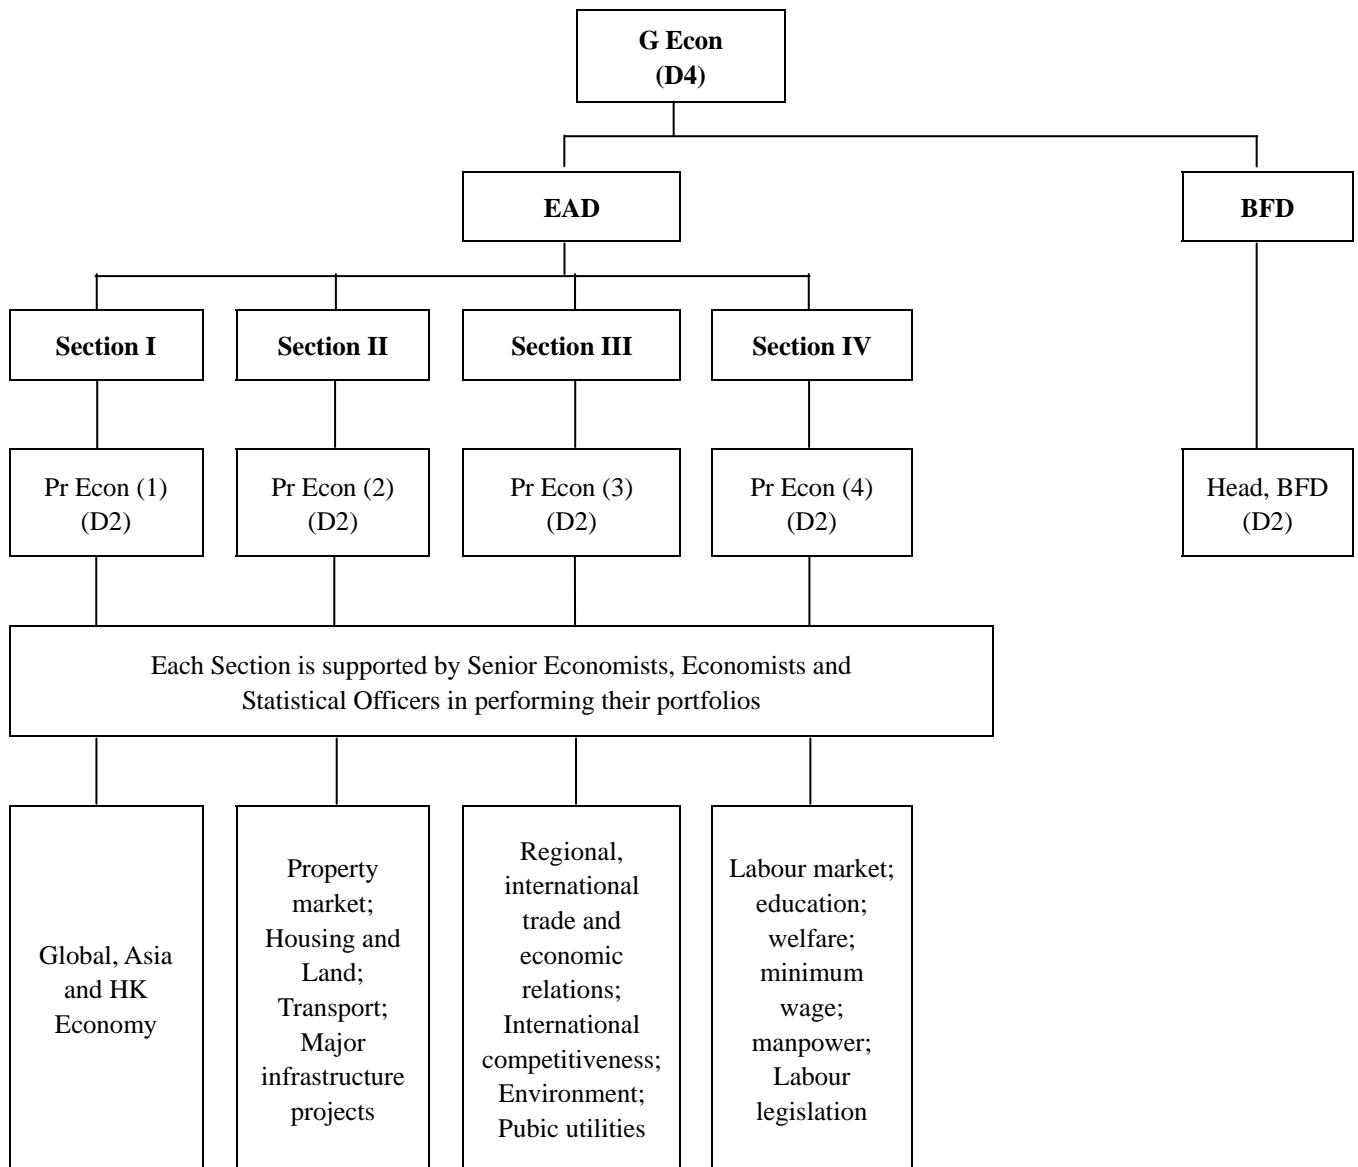 G Econ
(D4)
EAD
BFD
Section I
Section II
Section III
Section IV
Pr Econ (1)
(D2)
Pr Econ (2)
(D2)
Pr Econ (3)
(D2)
Pr Econ (4)
(D2)
Head, BFD
(D2)
Each Section is supported by Senior Economists, Economists and
Statistical Officers in performing their portfolios
Global, Asia
and HK
Economy
Property
market;
Housing and
Land;
Transport;
Major
infrastructure
projects
Regional,
international
trade and
economic
relations;
International
competitiveness;
Environment;
Pubic utilities
Labour market;
education;
welfare;
minimum
wage;
manpower;
Labour
legislation